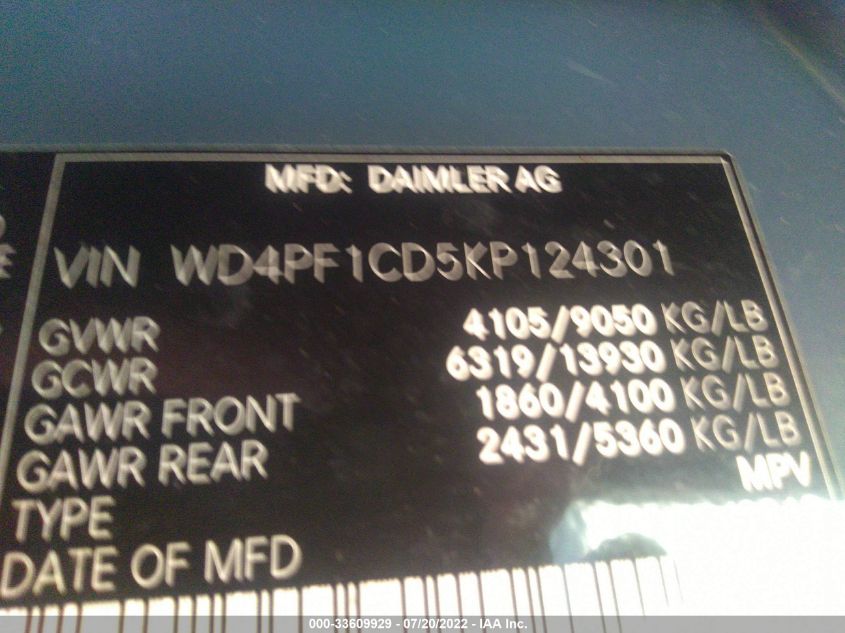 MFD: DAIMLER AG
VIN WD4PF1CD5KP124301
GVWR 4105/9050 KG/LB
GCWR 6319/13930 KG/LB
GAWR FRONT 1860/4100 KG/LB
GAWR REAR 2431/5360 KG/LB
TYPE MPV
DATE OF MFD
000-33609929 - 07/20/2022 - IAA Inc.